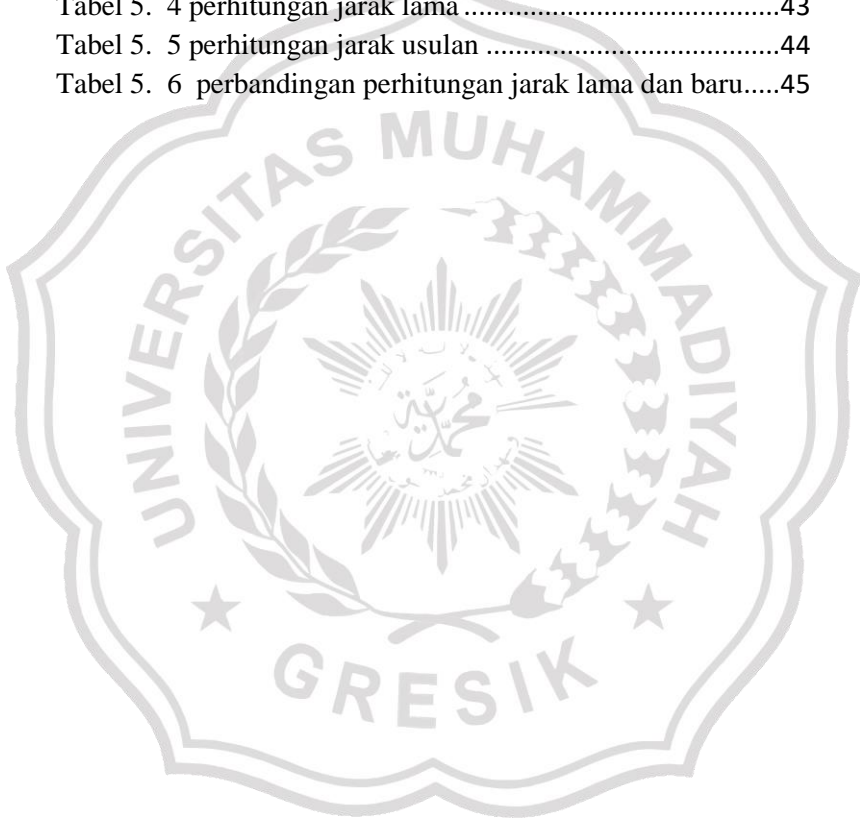 Tabel 5. 4 perhitungan jarak lama ..........................................43
Tabel 5. 5 perhitungan jarak usulan .......................................44
Tabel 5. 6 perbandingan perhitungan jarak lama dan baru.....45
UNIVERSITAS MUHAMMADIYAH
GRESIK